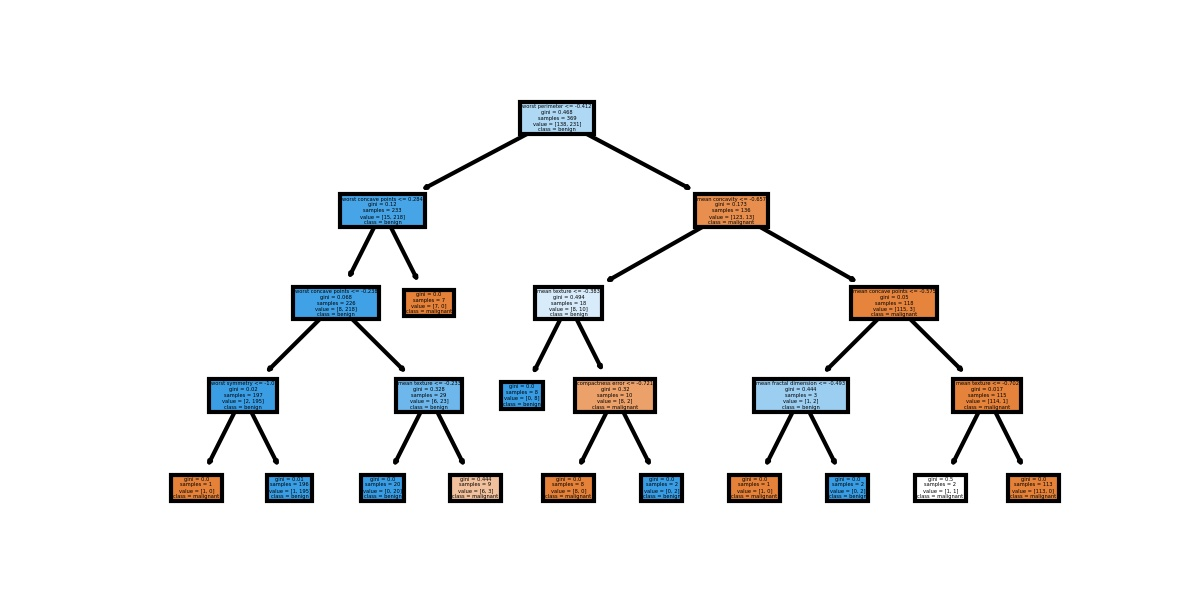 worst perimeter <= -0.412
gini = 0.468
samples = 369
value = [138, 231]
class = benign
worst concave points <= 0.284
gini = 0.12
samples = 233
value = [15, 218]
class = benign
mean concavity <= -0.657
gini = 0.173
samples = 136
value = [123, 13]
class = malignant
worst concave points <=
gini = 0.068
samples = 226
value = [8, 218]
class = benign
gini = 0.0
samples = 7
value = [7, 0]
class = malignant
mean texture <=
gini = 0.494
samples = 18
value = [8, 10]
class = benign
mean concave points <=
gini = 0.05
samples = 118
value = [115, 3]
class = malignant
worst symmetry <=
gini = 0.02
samples = 197
value = [2, 195]
class = benign
mean texture <=
gini = 0.328
samples = 29
value = [6, 23]
class = benign
gini = 0.0
samples = 8
value = [0, 8]
class = benign
compactness error <= -0.721
gini = 0.32
samples = 10
value = [8, 2]
class = malignant
mean fractal dimension <= -0.493
gini = 0.444
samples = 3
value = [1, 2]
class = benign
mean texture <= -0.702
gini = 0.017
samples = 115
value = [114, 1]
class = malignant
gini = 0.0
samples = 1
value = [1, 0]
class = malignant
gini = 0.01
samples = 196
value = [1, 195]
class = benign
gini = 0.0
samples = 20
value = [0, 20]
class = benign
gini = 0.444
samples = 9
value = [6, 3]
class = malignant
gini = 0.0
samples = 8
value = [8, 0]
class = malignant
gini = 0.0
samples = 2
value = [0, 2]
class = benign
gini = 0.0
samples = 1
value = [1, 0]
class = malignant
gini = 0.0
samples = 2
value = [0, 2]
class = benign
gini = 0.5
samples = 2
value = [1, 1]
class = malignant
gini = 0.0
samples = 113
value = [113, 0]
class = malignant